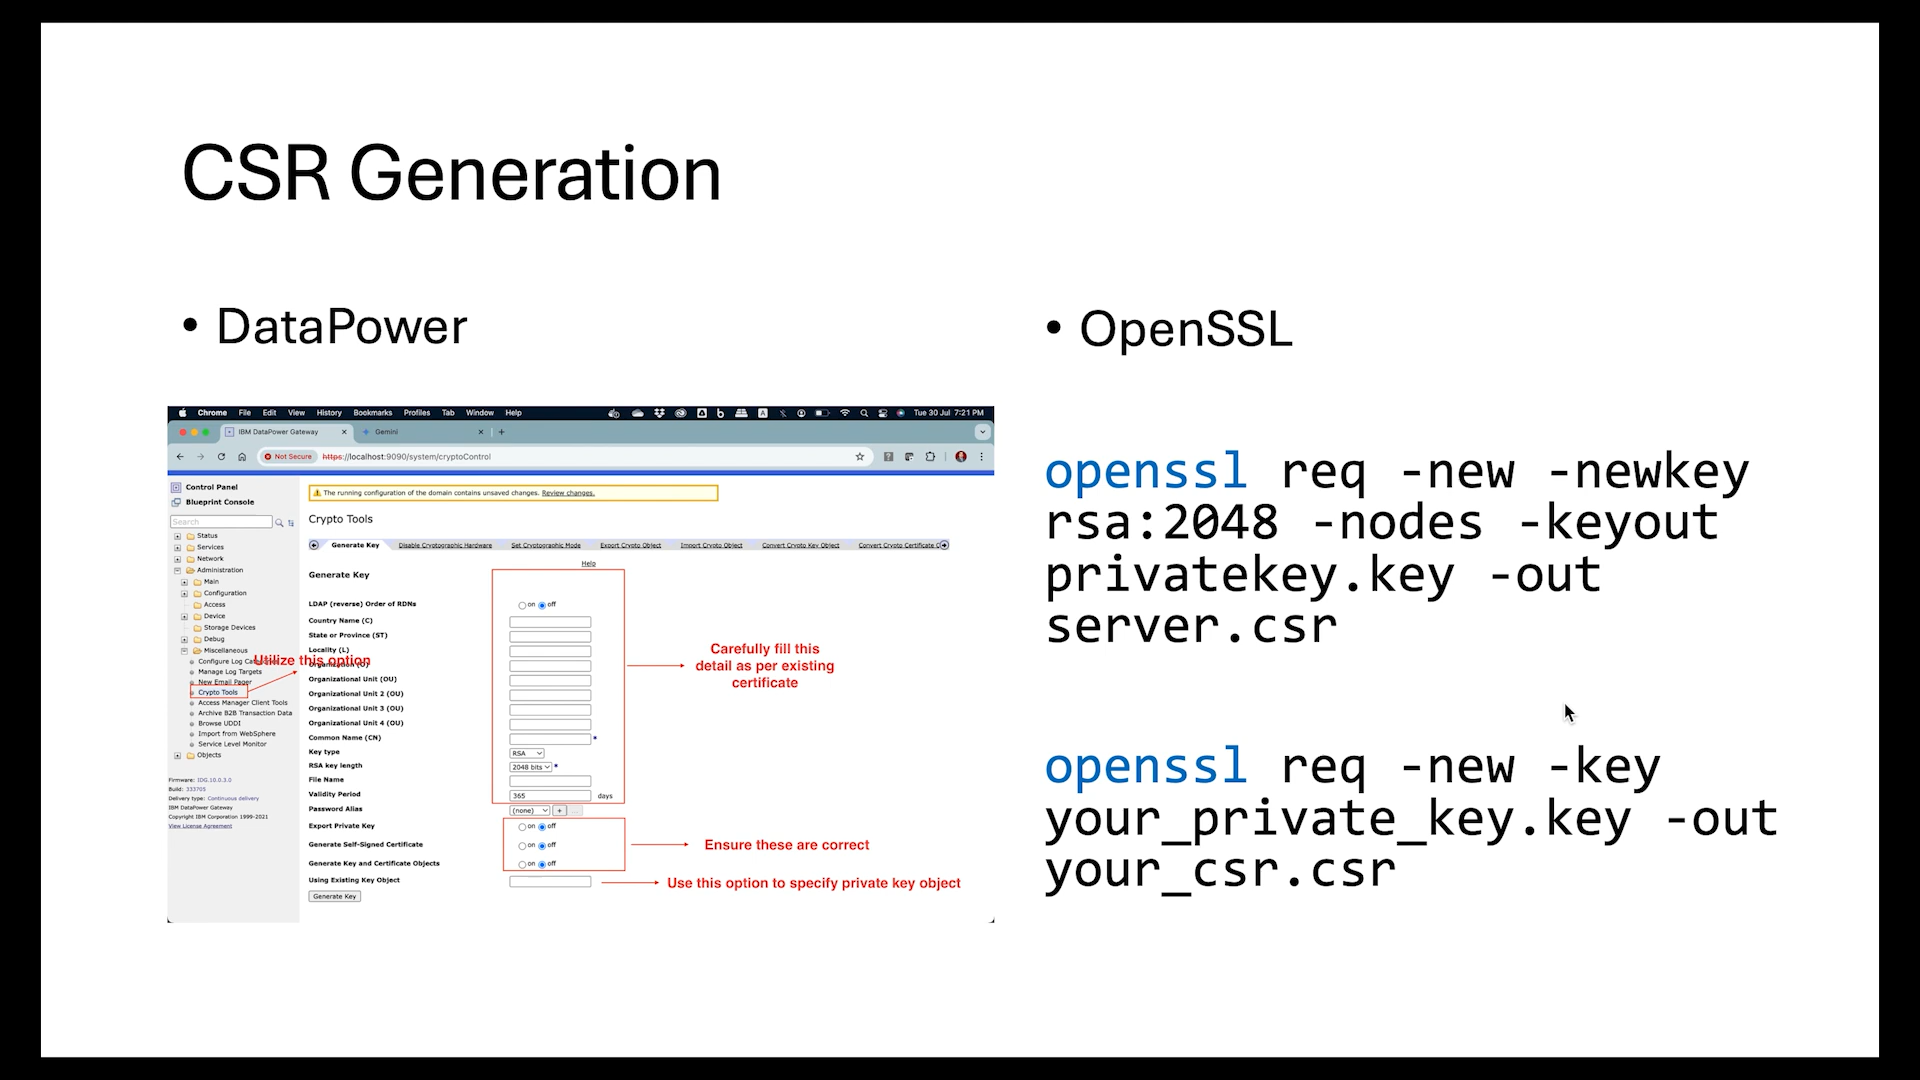 CSR Generation
• DataPower
Chrome File Edit View History Bookmarks Profiles Tab Window Help Tue 30 Jul 7:21 PM
IBM DataPower Gateway
Gemini
Not Secure https://localhost:9090/system/cryptoControl
Control Panel
Blueprint Console
Search
Status
Services
Network
Administration
Main
Configuration
Access
Device
Storage Devices
Debug
Miscellaneous
Configure Log
Manage Log Targets
New Email Pager
Crypto Tools
Access Manager Client Tools
Archive B2B Transaction Data
Browse UDDI
Import from WebSphere
Service Level Monitor
Objects
Firmware: IDG.10.0.3.0
Build: 333705
Delivery type: Continuous delivery
IBM DataPower Gateway
Copyright IBM Corporation 1999-2021
View License Agreement
Utilize this option
The running configuration of the domain contains unsaved changes. Review changes.
Crypto Tools
Generate Key Disable Cryptographic Hardware Set Cryptographic Mode Export Crypto Object Import Crypto Object Convert Crypto Key Object Convert Crypto Certificate
Help
Generate Key
LDAP (reverse) Order of RDNs on off
Country Name (C)
State or Province (ST)
Locality (L)
Organization (O)
Organizational Unit (OU)
Organizational Unit 2 (OU)
Organizational Unit 3 (OU)
Organizational Unit 4 (OU)
Common Name (CN) *
Key type RSA
RSA key length 2048 bits *
File Name
Validity Period 365 days
Password Alias (none) + ...
Export Private Key on off
Generate Self-Signed Certificate on off
Generate Key and Certificate Objects on off
Using Existing Key Object
Generate Key
Carefully fill this
detail as per existing
certificate
Ensure these are correct
Use this option to specify private key object
• OpenSSL
openssl req -new -newkey
rsa:2048 -nodes -keyout
privatekey.key -out
server.csr
openssl req -new -key
your_private_key.key -out
your_csr.csr